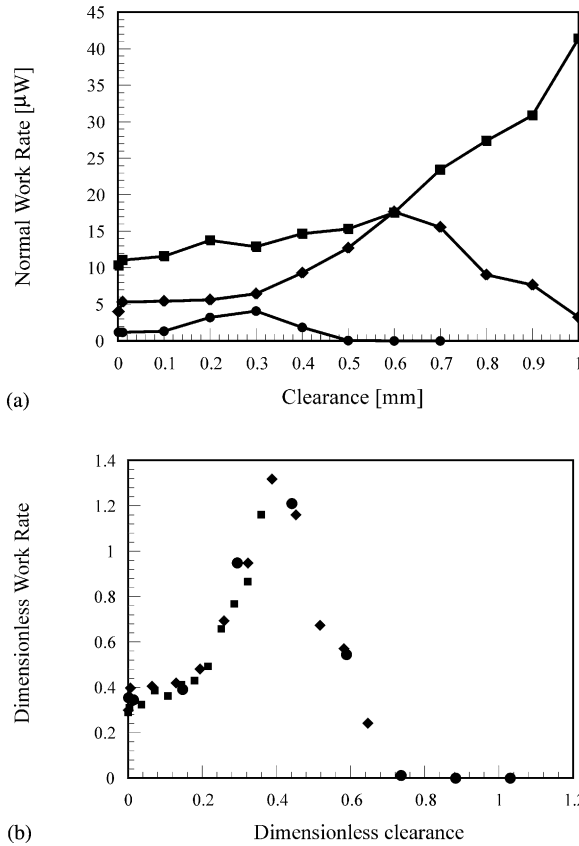 45
40
35
30
25
20
15
10
5
0
Normal Work Rate [µW]
0 0.1 0.2 0.3 0.4 0.5 0.6 0.7 0.8 0.9 1
Clearance [mm]
(a)
1.4
1.2
1
0.8
0.6
0.4
0.2
0
Dimensionless Work Rate
0 0.2 0.4 0.6 0.8 1 1.2
Dimensionless clearance
(b)